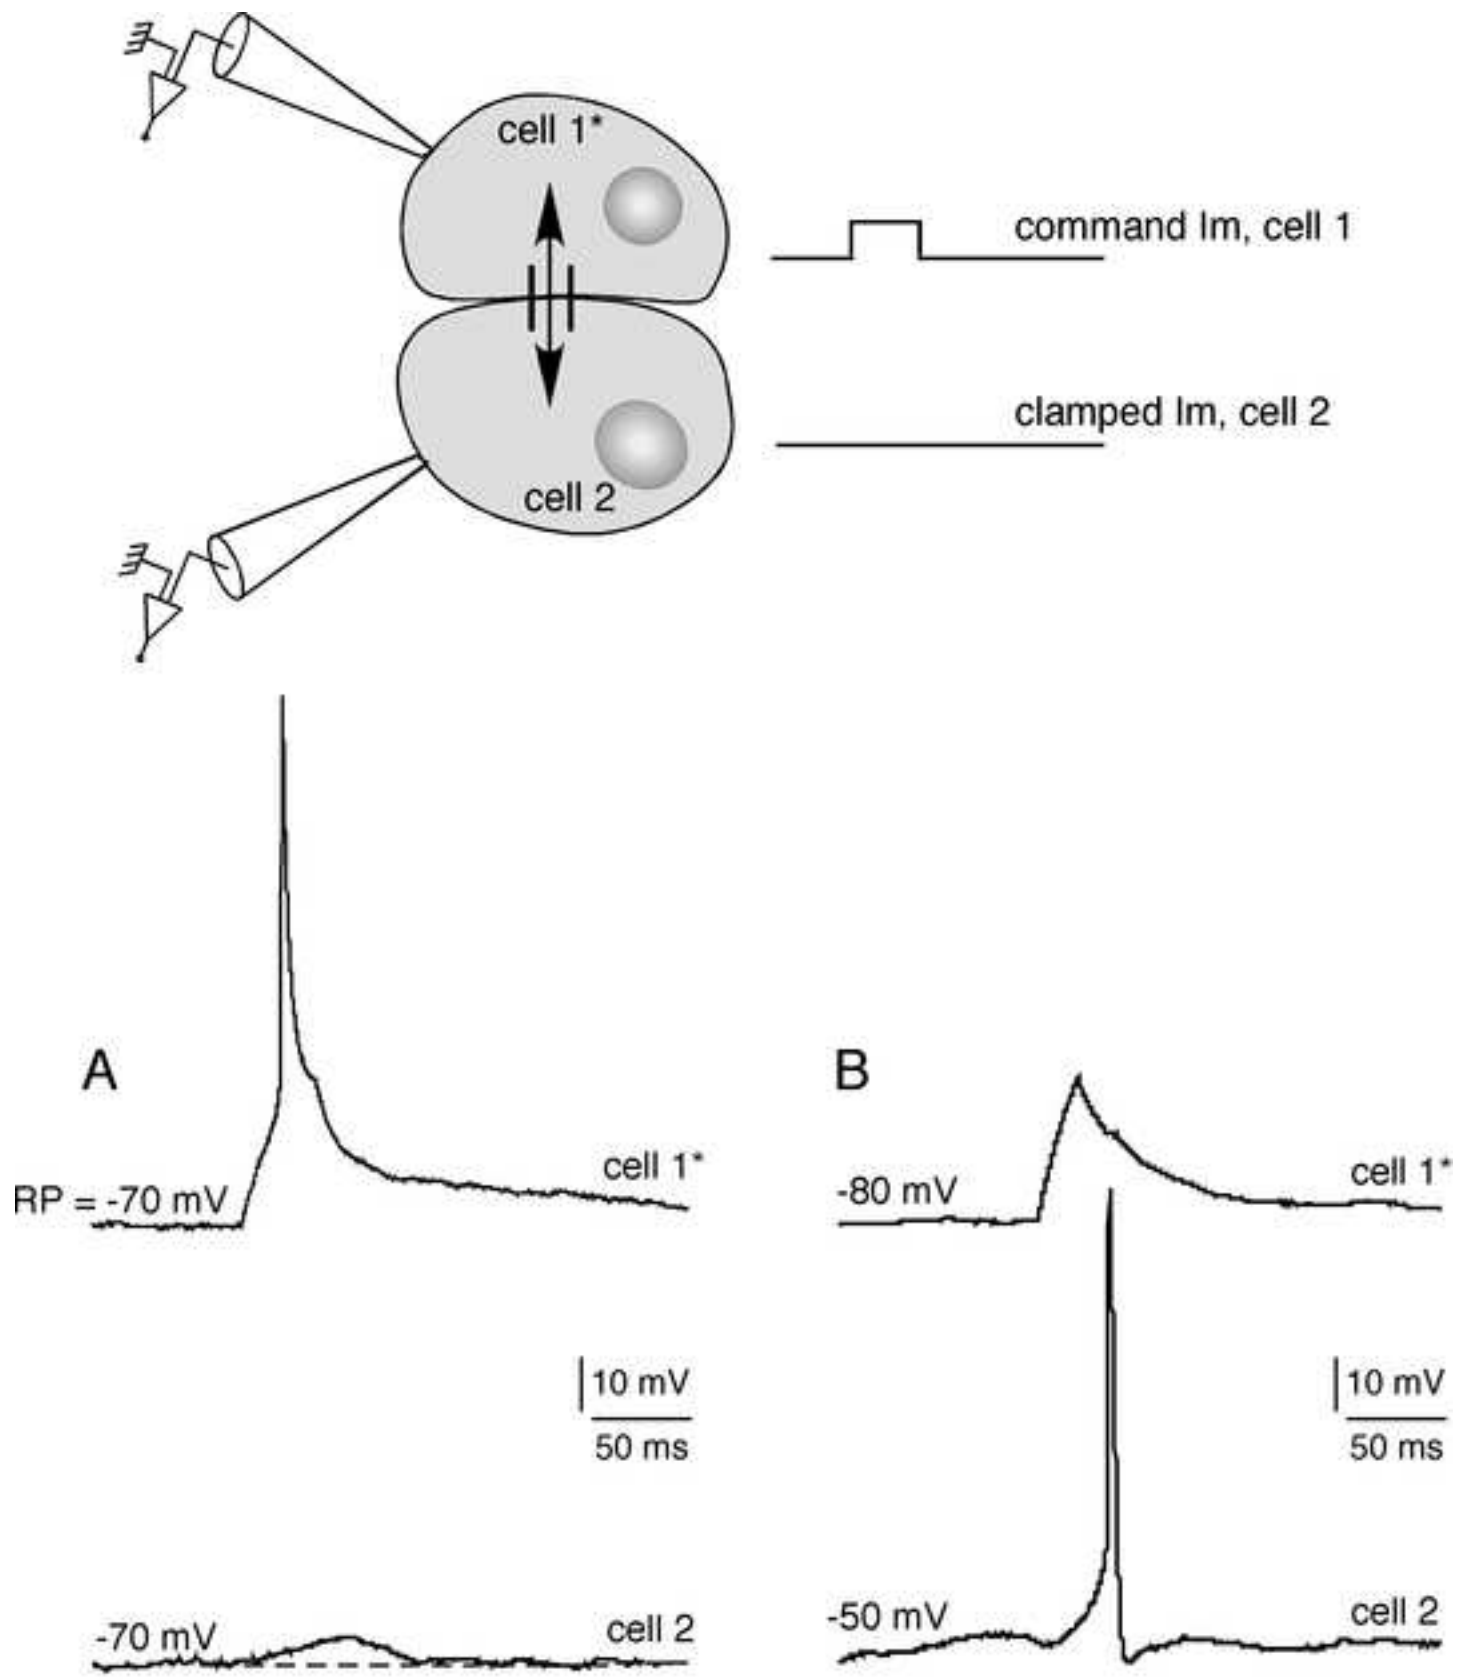 cell 1*
command Im, cell 1
clamped Im, cell 2
cell 2
A
B
cell 1*
RP = -70 mV
cell 1*
-80 mV
10 mV
50 ms
10 mV
50 ms
-70 mV
cell 2
-50 mV
cell 2